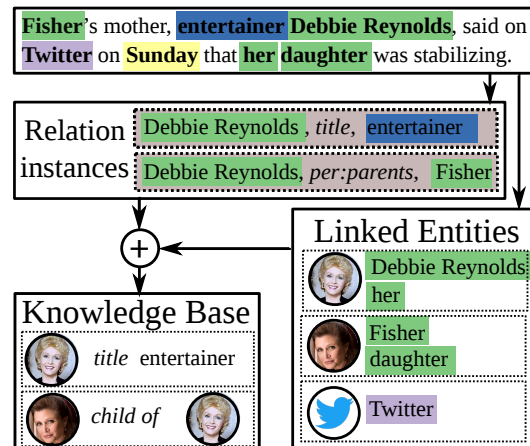 Fisher's mother, entertainer Debbie Reynolds, said on
Twitter on Sunday that her daughter was stabilizing.
Relation
instances
Debbie Reynolds , title, entertainer
Debbie Reynolds, per:parents, Fisher
+
Linked Entities
Debbie Reynolds
her
Fisher
daughter
Twitter
Knowledge Base
title entertainer
child of